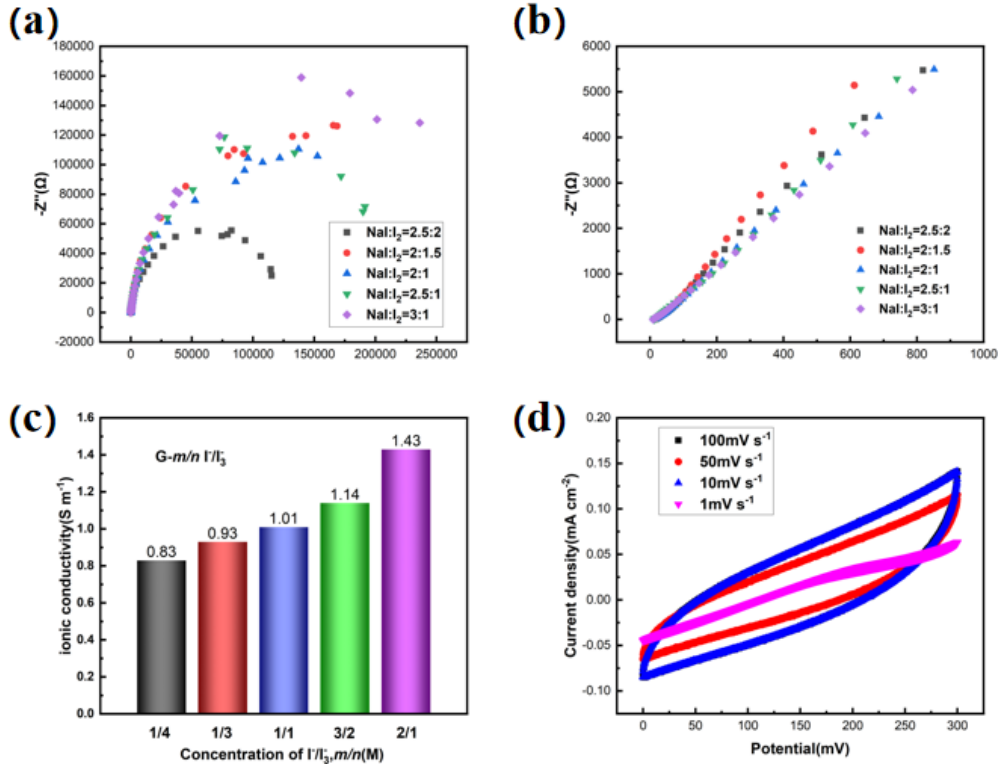 (a)
180000
160000
140000
120000
100000
80000
60000
40000
20000
0
-20000
-Z''(Ω)
NaI:I₂=2.5:2
NaI:I₂=2:1.5
NaI:I₂=2:1
NaI:I₂=2.5:1
NaI:I₂=3:1
0 50000 100000 150000 200000 250000
(b)
6000
5000
4000
3000
2000
1000
0
-Z''(Ω)
NaI:I₂=2.5:2
NaI:I₂=2:1.5
NaI:I₂=2:1
NaI:I₂=2.5:1
NaI:I₂=3:1
0 200 400 600 800 1000
(c)
1.6
1.4
1.2
1.0
0.8
0.6
0.4
0.2
0.0
ionic conductivity(S m⁻¹)
G-m/n I⁻/I₃⁻
0.83
0.93
1.01
1.14
1.43
1/4 1/3 1/1 3/2 2/1
Concentration of I⁻/I₃⁻,m/n(M)
(d)
0.20
0.15
0.10
0.05
0.00
-0.05
-0.10
Current density(mA cm⁻²)
100mV s⁻¹
50mV s⁻¹
10mV s⁻¹
1mV s⁻¹
0 50 100 150 200 250 300
Potential(mV)